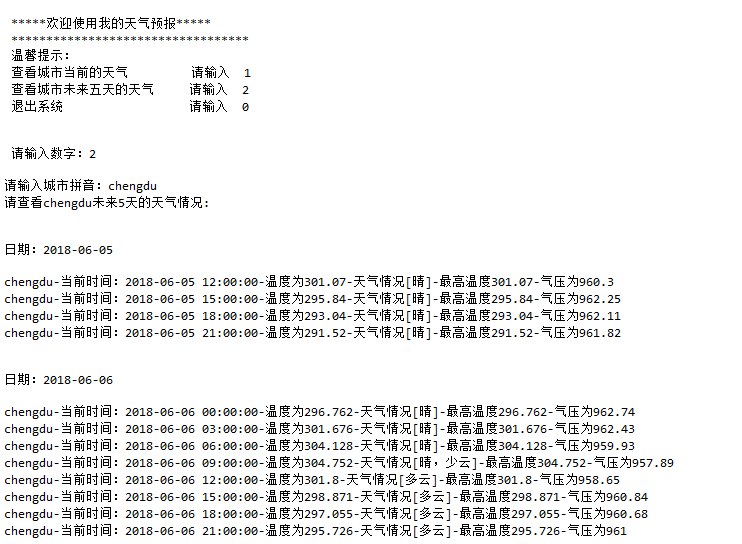 *****欢迎使用我的天气预报*****
**********************************
温馨提示：
查看城市当前的天气 请输入 1
查看城市未来五天的天气 请输入 2
退出系统 请输入 0
请输入数字：2
请输入城市拼音：chengdu
请查看chengdu未来5天的天气情况:
日期：2018-06-05
chengdu-当前时间：2018-06-05 12:00:00-温度为301.07-天气情况[晴]-最高温度301.07-气压为960.3
chengdu-当前时间：2018-06-05 15:00:00-温度为295.84-天气情况[晴]-最高温度295.84-气压为962.25
chengdu-当前时间：2018-06-05 18:00:00-温度为293.04-天气情况[晴]-最高温度293.04-气压为962.11
chengdu-当前时间：2018-06-05 21:00:00-温度为291.52-天气情况[晴]-最高温度291.52-气压为961.82
日期：2018-06-06
chengdu-当前时间：2018-06-06 00:00:00-温度为296.762-天气情况[晴]-最高温度296.762-气压为962.74
chengdu-当前时间：2018-06-06 03:00:00-温度为301.676-天气情况[晴]-最高温度301.676-气压为962.43
chengdu-当前时间：2018-06-06 06:00:00-温度为304.128-天气情况[晴]-最高温度304.128-气压为959.93
chengdu-当前时间：2018-06-06 09:00:00-温度为304.752-天气情况[晴，少云]-最高温度304.752-气压为957.89
chengdu-当前时间：2018-06-06 12:00:00-温度为301.8-天气情况[多云]-最高温度301.8-气压为958.65
chengdu-当前时间：2018-06-06 15:00:00-温度为298.871-天气情况[多云]-最高温度298.871-气压为960.84
chengdu-当前时间：2018-06-06 18:00:00-温度为297.055-天气情况[多云]-最高温度297.055-气压为960.68
chengdu-当前时间：2018-06-06 21:00:00-温度为295.726-天气情况[多云]-最高温度295.726-气压为961